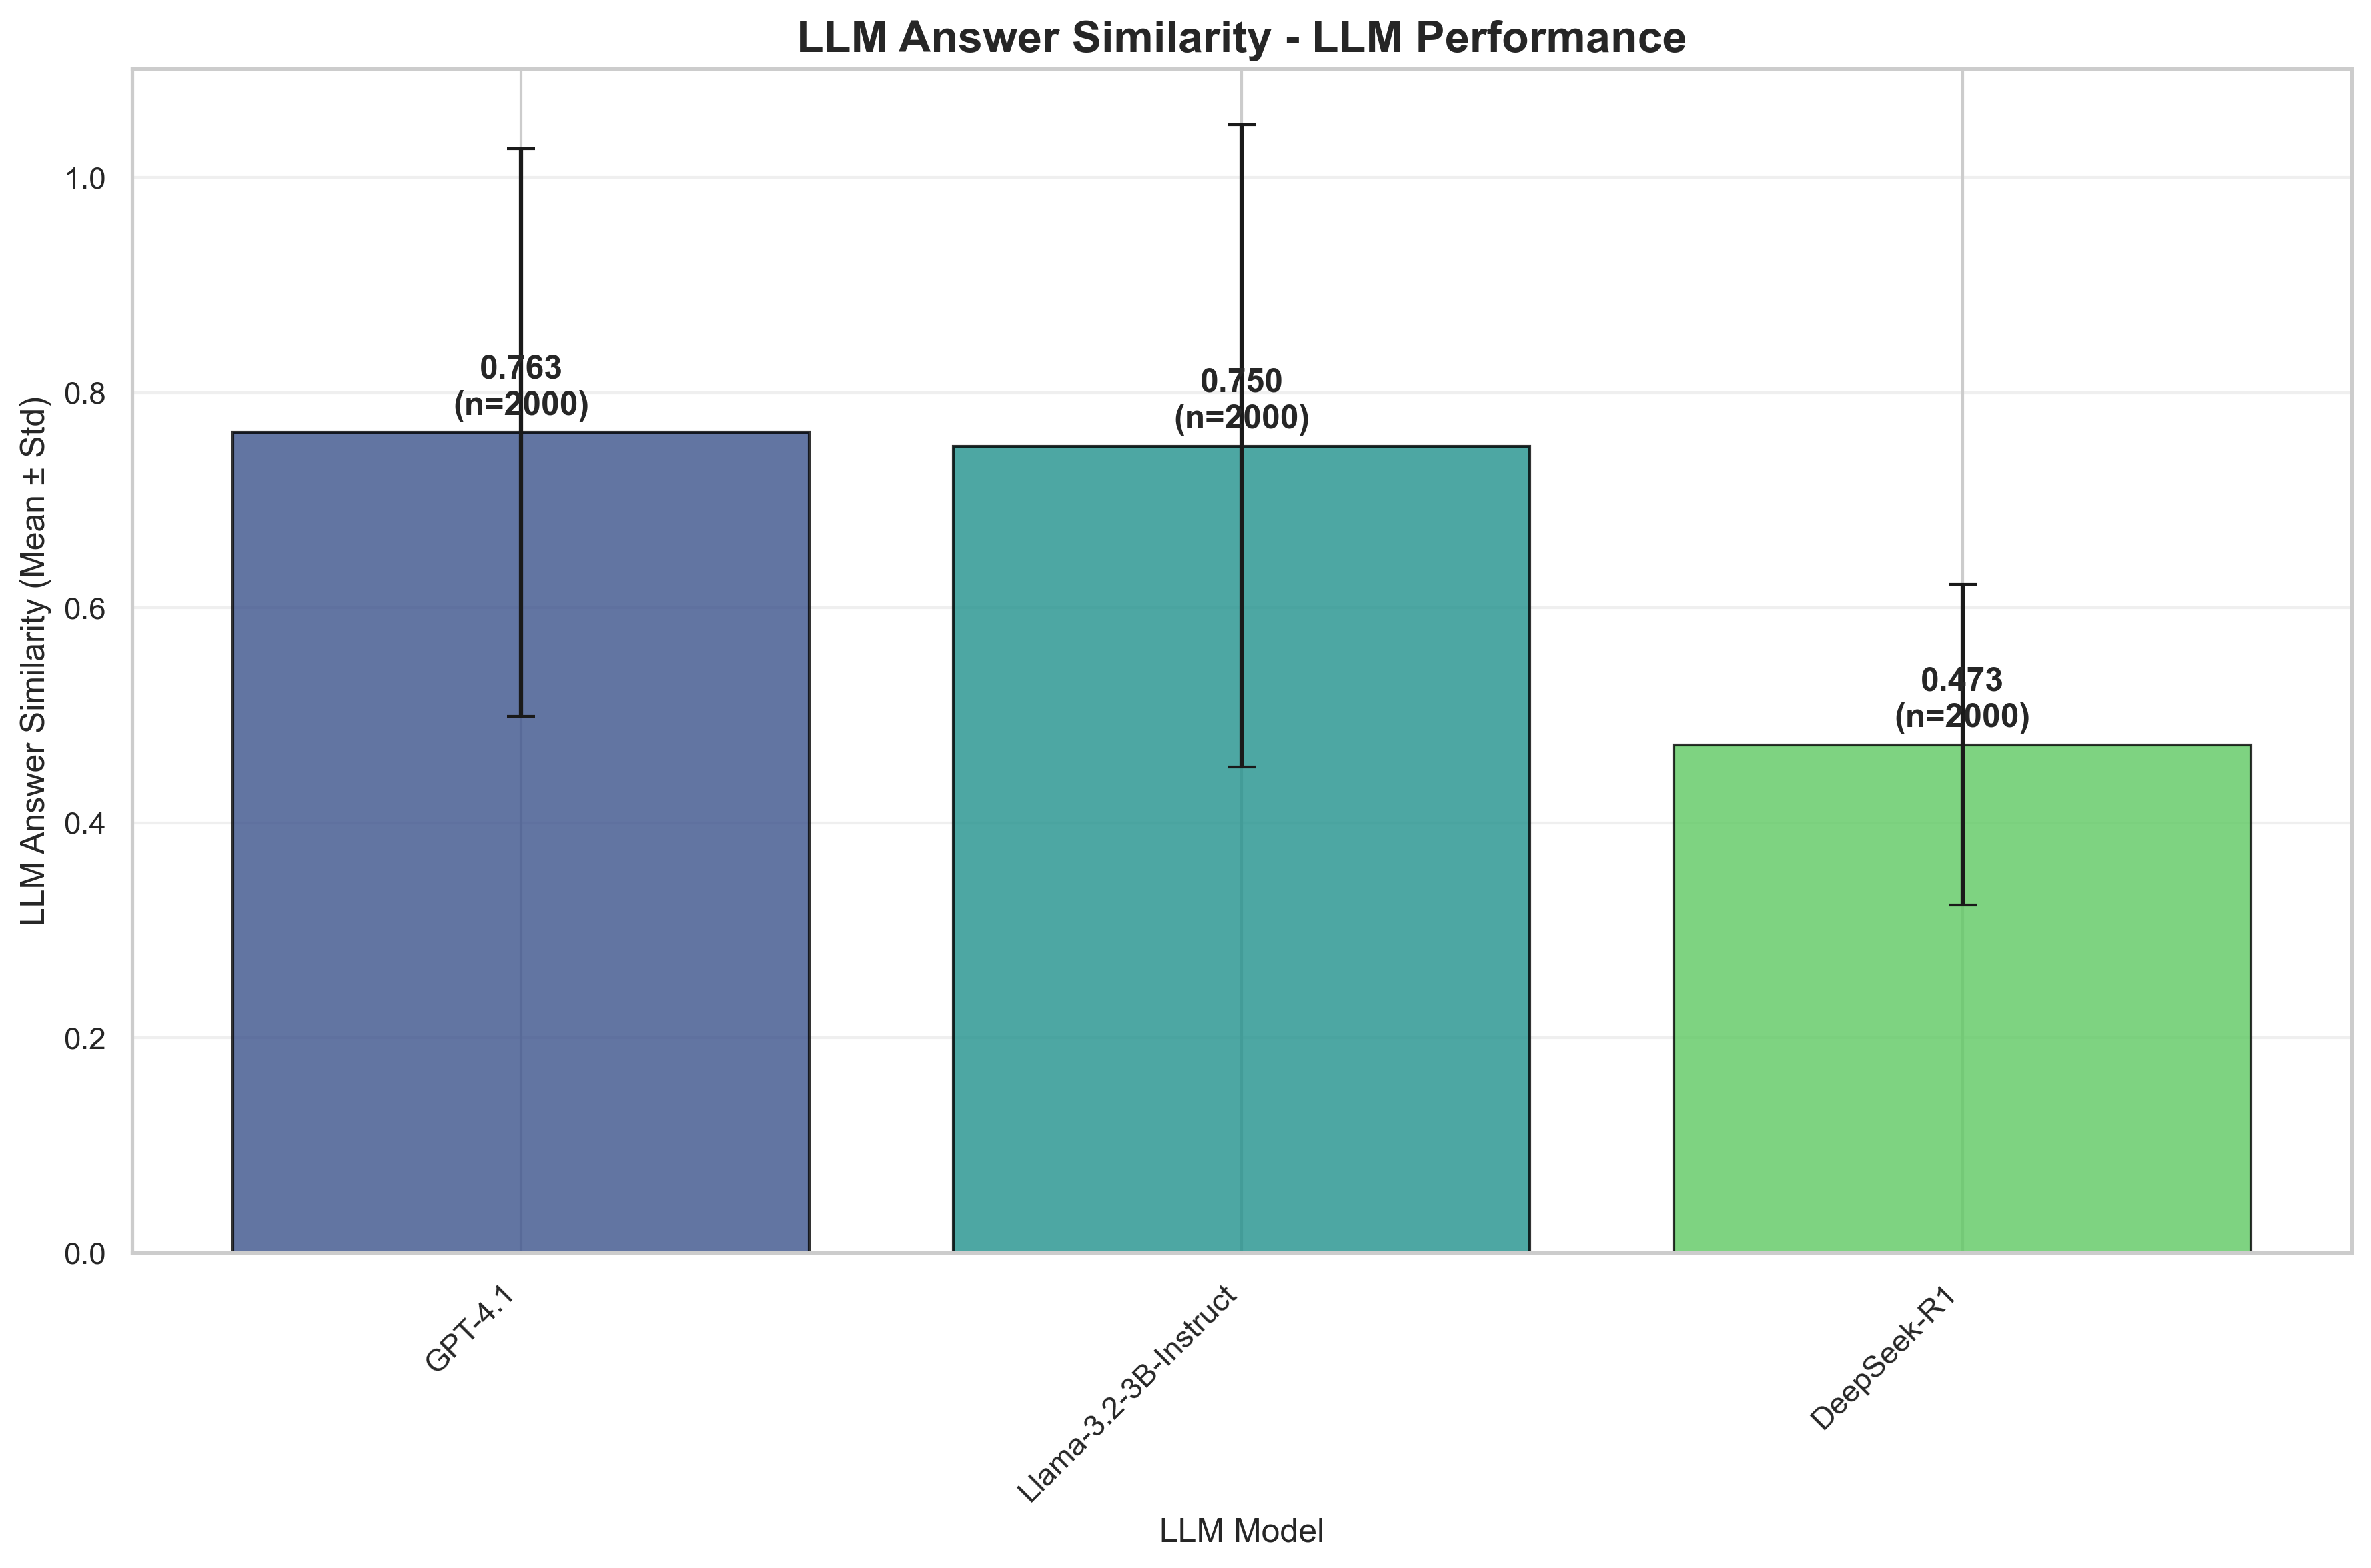 LLM Answer Similarity - LLM Performance
LLM Answer Similarity (Mean ± Std)
1.0
0.8
0.6
0.4
0.2
0.0
0.763
(n=2000)
0.750
(n=2000)
0.473
(n=2000)
GPT-4.1
Llama-3.2-3B-Instruct
DeepSeek-R1
LLM Model